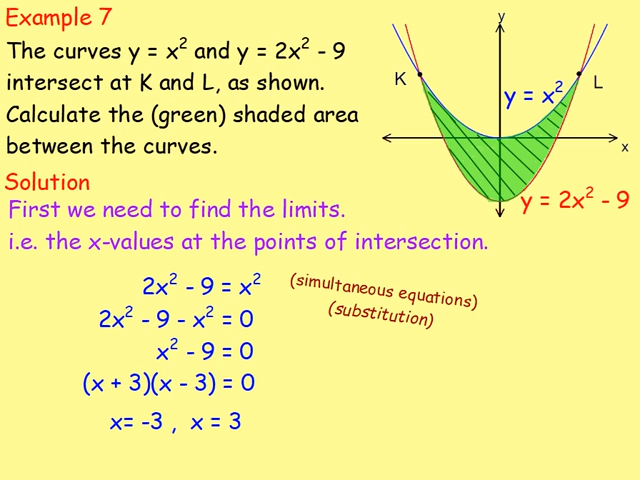 Example 7
The curves y = x² and y = 2x² - 9
intersect at K and L, as shown.
Calculate the (green) shaded area
between the curves.
y
K
L
y = x²
x
y = 2x² - 9
Solution
First we need to find the limits.
i.e. the x-values at the points of intersection.
2x² - 9 = x²
(simultaneous equations)
(substitution)
2x² - 9 - x² = 0
x² - 9 = 0
(x + 3)(x - 3) = 0
x= -3 , x = 3